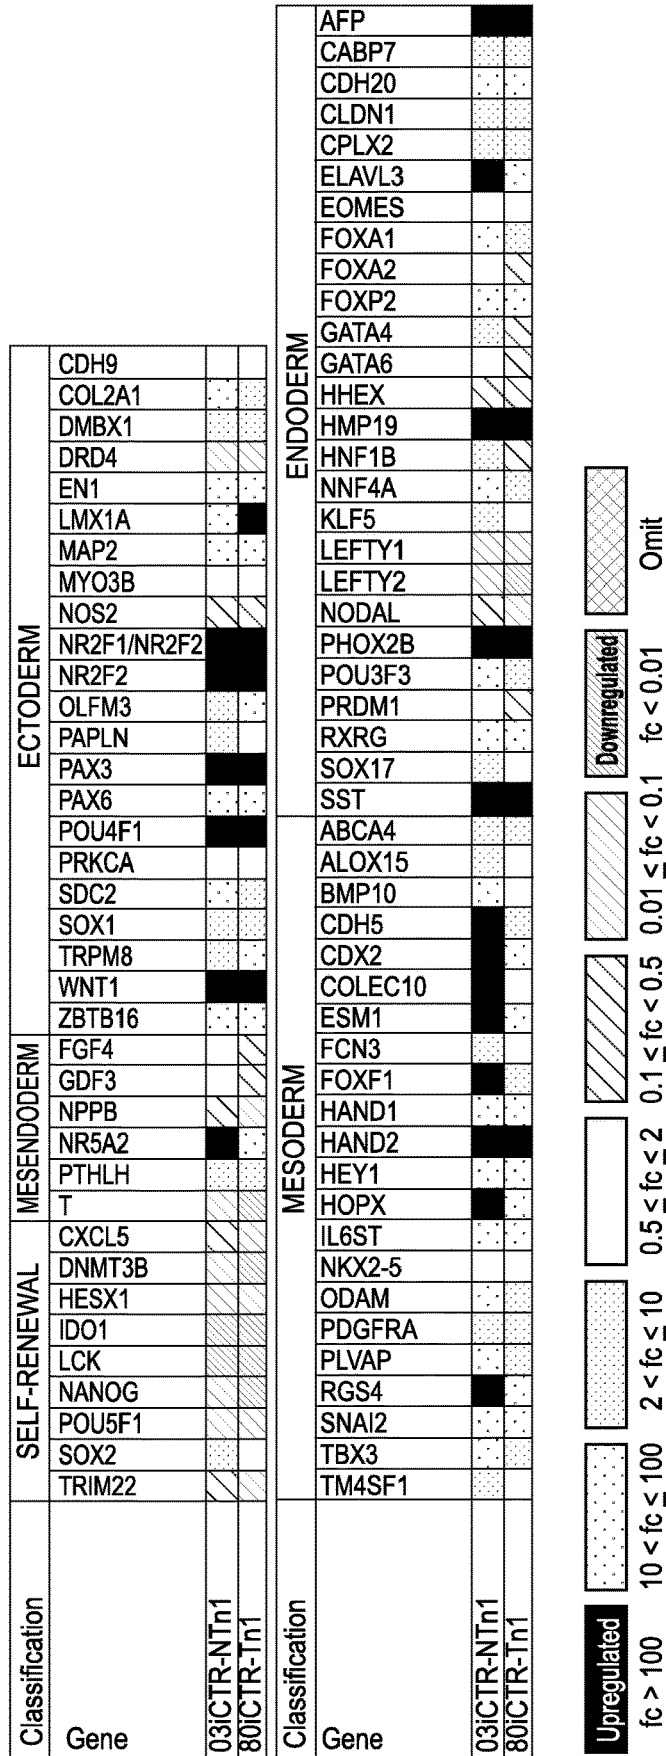 Classification
SELF-RENEWAL
MESENDODERM
ECTODERM
Gene
TRIM22
SOX2
POU5F1
NANOG
LCK
IDO1
HESX1
DNMT3B
CXCL5
T
PTHLH
NR5A2
NPPB
GDF3
FGF4
ZBTB16
WNT1
TRPM8
SOX1
SDC2
PRKCA
POU4F1
PAX6
PAX3
PAPLN
OLFM3
NR2F2
NR2F1/NR2F2
NOS2
MYO3B
MAP2
LMX1A
EN1
DRD4
DMBX1
COL2A1
CDH9
03iCTR-NTn1
80iCTR-Tn1
Classification
MESODERM
ENDODERM
Gene
TM4SF1
TBX3
SNAI2
RGS4
PLVAP
PDGFRA
ODAM
NKX2-5
IL6ST
HOPX
HEY1
HAND2
HAND1
FOXF1
FCN3
ESM1
COLEC10
CDX2
CDH5
BMP10
ALOX15
ABCA4
SST
SOX17
RXRG
PRDM1
POU3F3
PHOX2B
NODAL
LEFTY2
LEFTY1
KLF5
NNF4A
HNF1B
HMP19
HHEX
GATA6
GATA4
FOXP2
FOXA2
FOXA1
EOMES
ELAVL3
CPLX2
CLDN1
CDH20
CABP7
AFP
03iCTR-NTn1
80iCTR-Tn1
Upregulated
Downregulated
fc > 100
10 < fc ≤ 100
2 < fc ≤ 10
0.5 ≤ fc ≤ 2
0.1 ≤ fc < 0.5
0.01 ≤ fc < 0.1
fc < 0.01
Omit